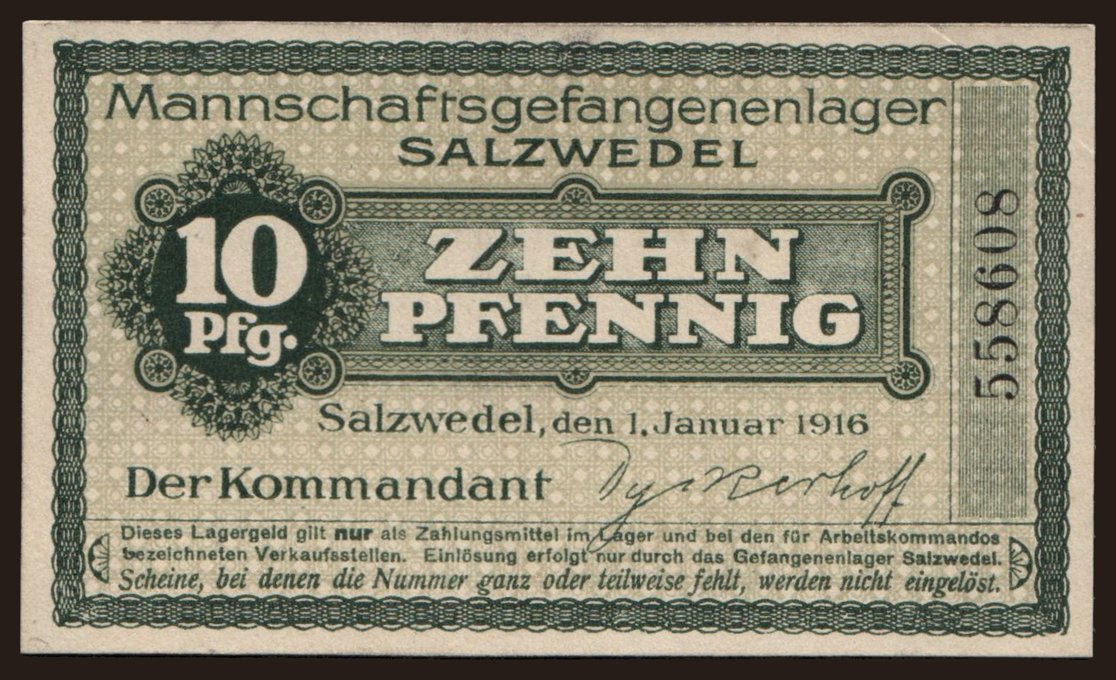 Mannschaftsgefangenenlager
SALZWEDEL
10
Pfg.
ZEHN
PFENNIG
558608
Salzwedel, den 1. Januar 1916
Der Kommandant
Dyckerhoff
Dieses Lagergeld gilt nur als Zahlungsmittel im Lager und bei den für Arbeitskommandos
bezeichneten Verkaufsstellen. Einlösung erfolgt nur durch das Gefangenenlager Salzwedel.
Scheine, bei denen die Nummer ganz oder teilweise fehlt, werden nicht eingelöst.